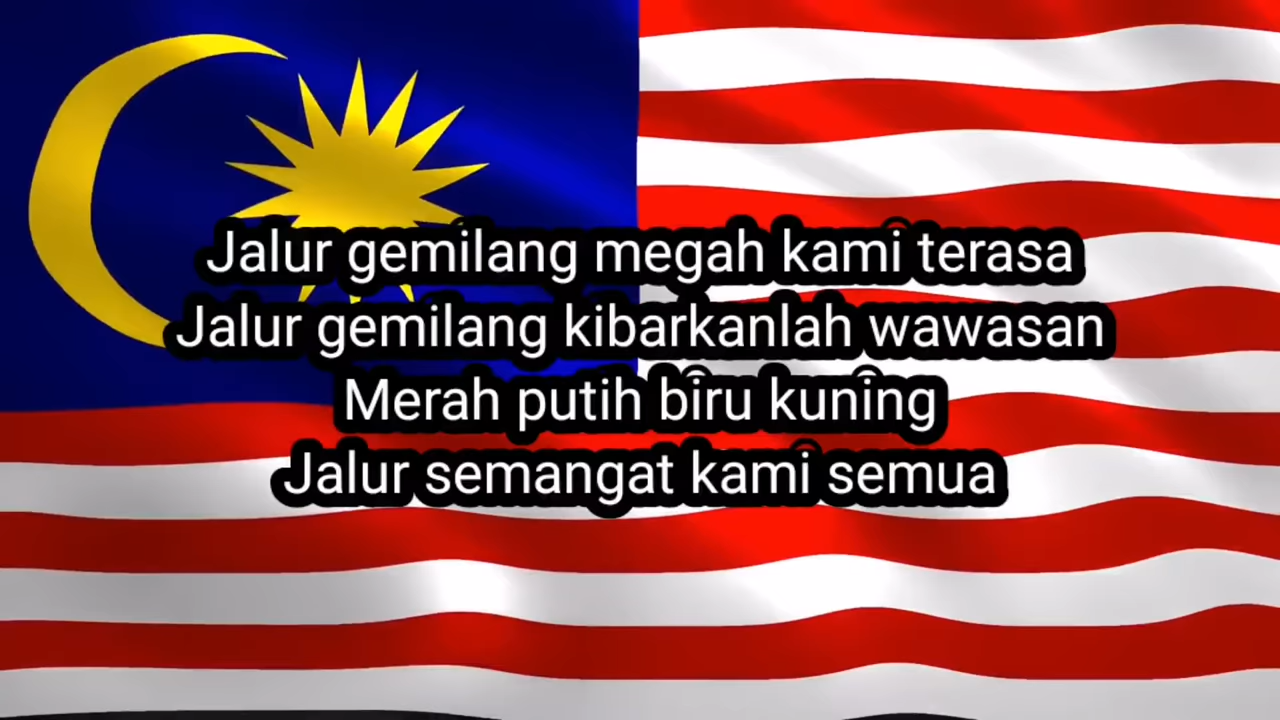 Jalur gemilang megah kami terasa
Jalur gemilang kibarkanlah wawasan
Merah putih biru kuning
Jalur semangat kami semua